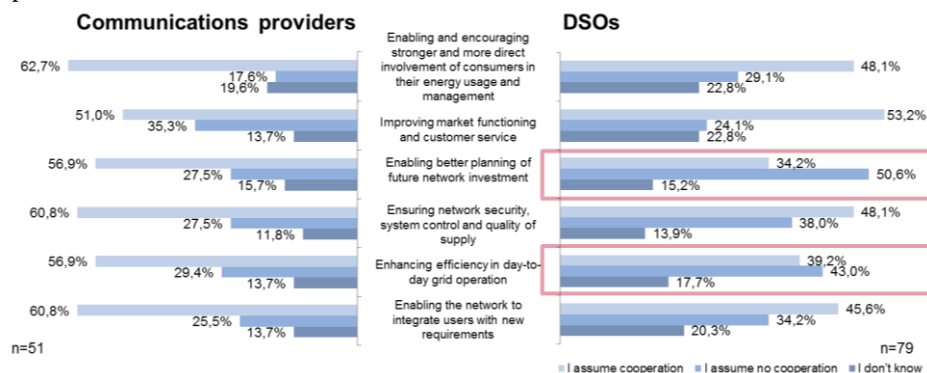 Communications providers
DSOs
Enabling and encouraging
stronger and more direct
involvement of consumers in
their energy usage and
management
62,7%
17,6%
19,6%
48,1%
29,1%
22,8%
Improving market functioning
and customer service
51,0%
35,3%
13,7%
53,2%
24,1%
22,8%
Enabling better planning of
future network investment
56,9%
27,5%
15,7%
34,2%
50,6%
15,2%
Ensuring network security,
system control and quality of
supply
60,8%
27,5%
11,8%
48,1%
38,0%
13,9%
Enhancing efficiency in day-to-
day grid operation
56,9%
29,4%
13,7%
39,2%
43,0%
17,7%
Enabling the network to
integrate users with new
requirements
60,8%
25,5%
13,7%
45,6%
34,2%
20,3%
n=51
n=79
I assume cooperation
I assume no cooperation
I don't know